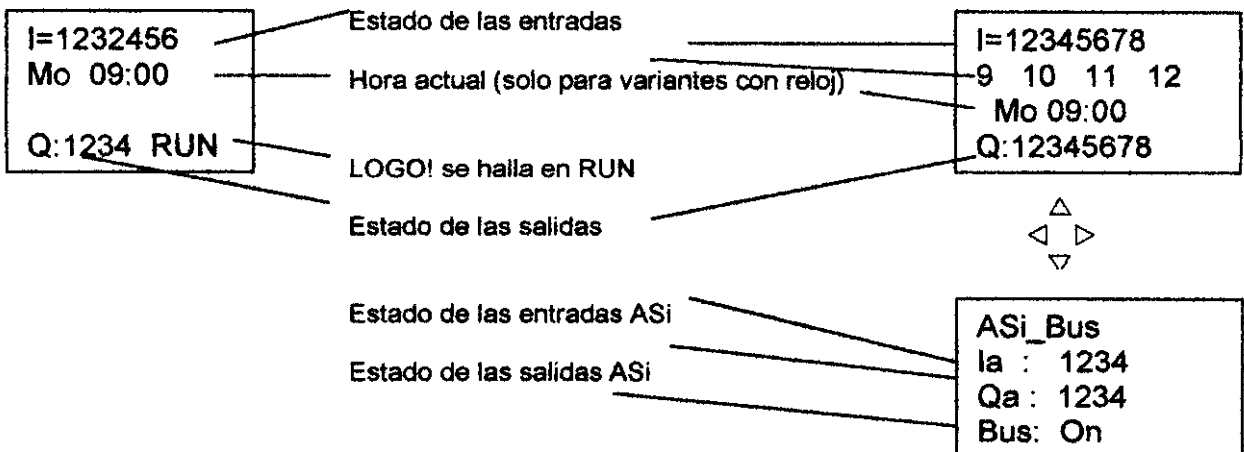 I=1232456
Mo 09:00
Q:1234 RUN
Estado de las entradas
Hora actual (solo para variantes con reloj)
LOGO! se halla en RUN
Estado de las salidas
I=12345678
9 10 11 12
Mo 09:00
Q:12345678
Estado de las entradas ASi
Estado de las salidas ASi
ASi_Bus
Ia : 1234
Qa : 1234
Bus: On